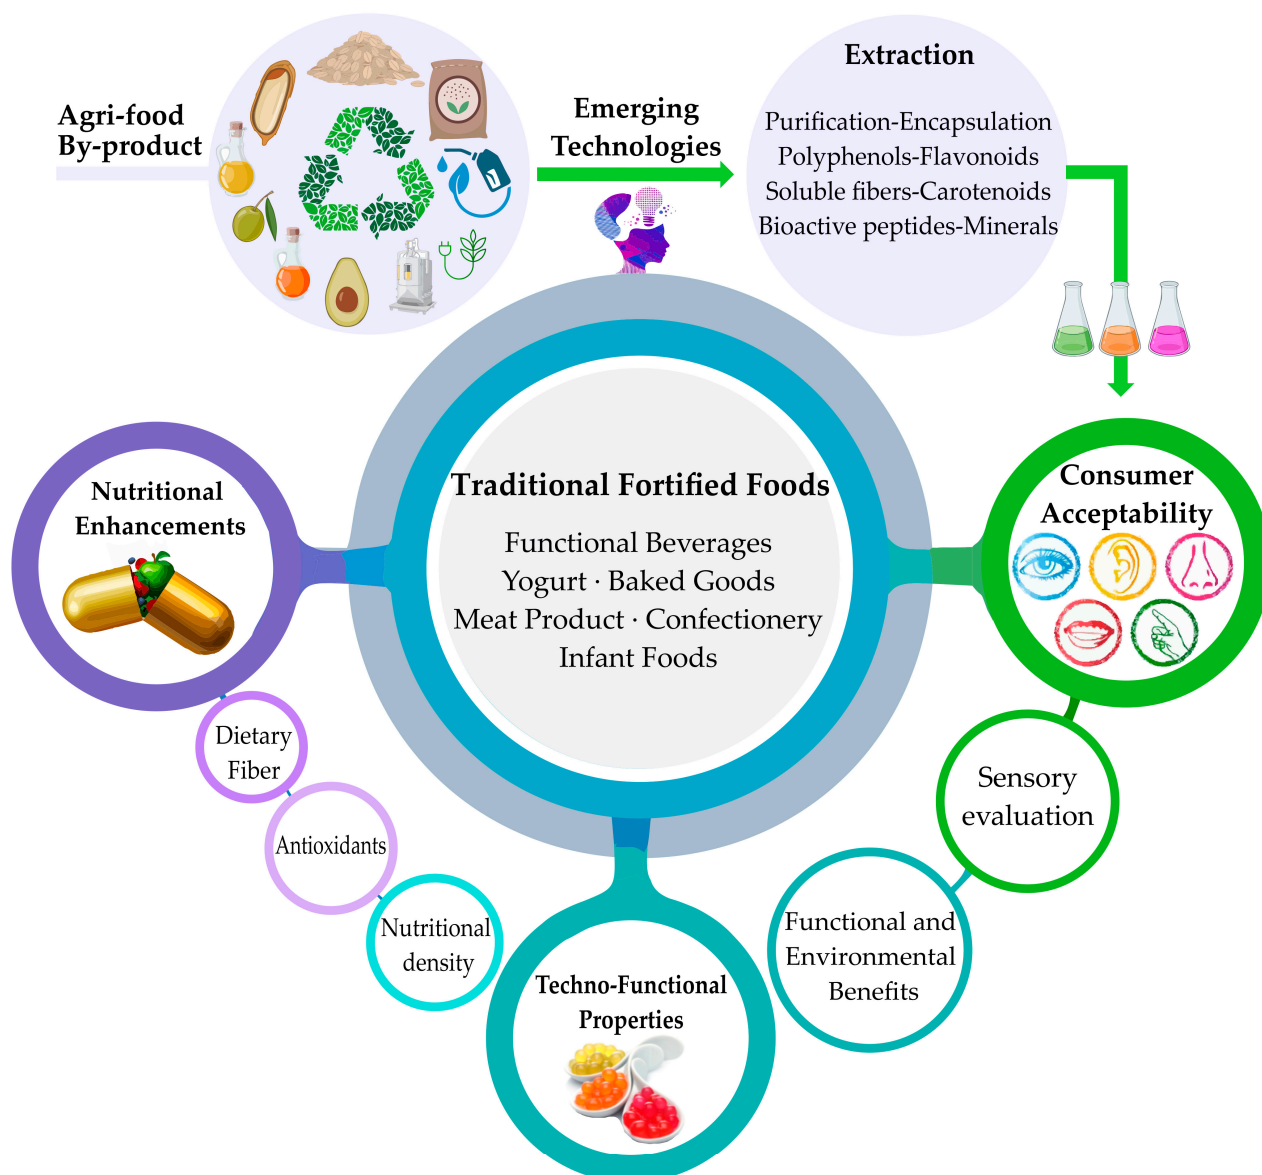 Agri-food
By-product
Emerging
Technologies
Extraction
Purification-Encapsulation
Polyphenols-Flavonoids
Soluble fibers-Carotenoids
Bioactive peptides-Minerals
Nutritional
Enhancements
Traditional Fortified Foods
Functional Beverages
Yogurt · Baked Goods
Meat Product · Confectionery
Infant Foods
Consumer
Acceptability
Dietary
Fiber
Antioxidants
Nutritional
density
Techno-Functional
Properties
Functional and
Environmental
Benefits
Sensory
evaluation